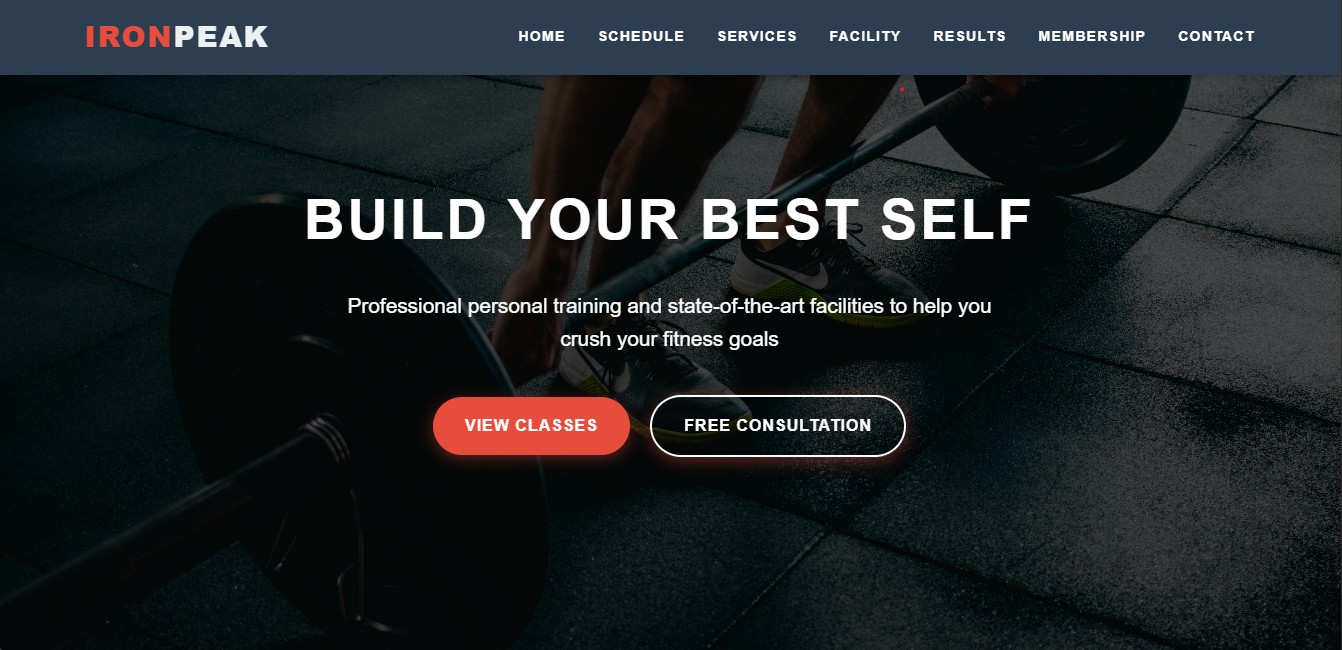 IRONPEAK
HOME SCHEDULE SERVICES FACILITY RESULTS MEMBERSHIP CONTACT
BUILD YOUR BEST SELF
Professional personal training and state-of-the-art facilities to help you
crush your fitness goals
VIEW CLASSES FREE CONSULTATION